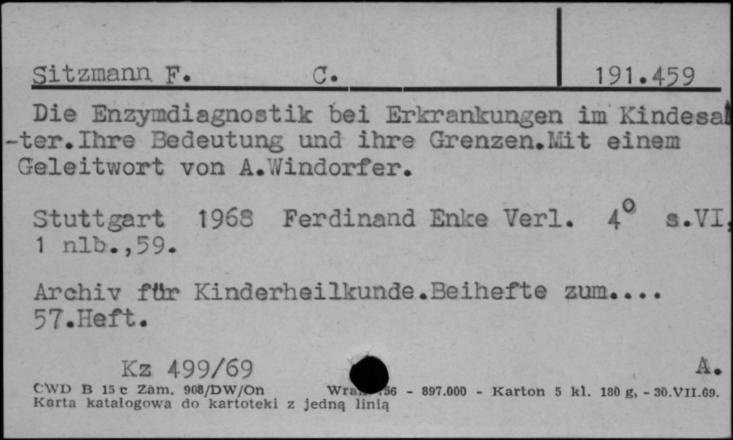 Sitzmann F. C. 191.459
Die Enzymdiagnostik bei Erkrankungen im Kindesal
-ter.Ihre Bedeutung und ihre Grenzen.Mit einem
Geleitwort von A.Windorfer.
Stuttgart 1968 Ferdinand Enke Verl. 4° s.VI,
1 nlb.,59.
Archiv für Kinderheilkunde.Beihefte zum....
57.Heft.
Kz 499/69 A.
CWD B 15 c Zam. 908/DW/On - 897.000 - Karton 5 kl. 180 g, - 30.VII.69.
Karta katalogowa do kartoteki z jedną linią